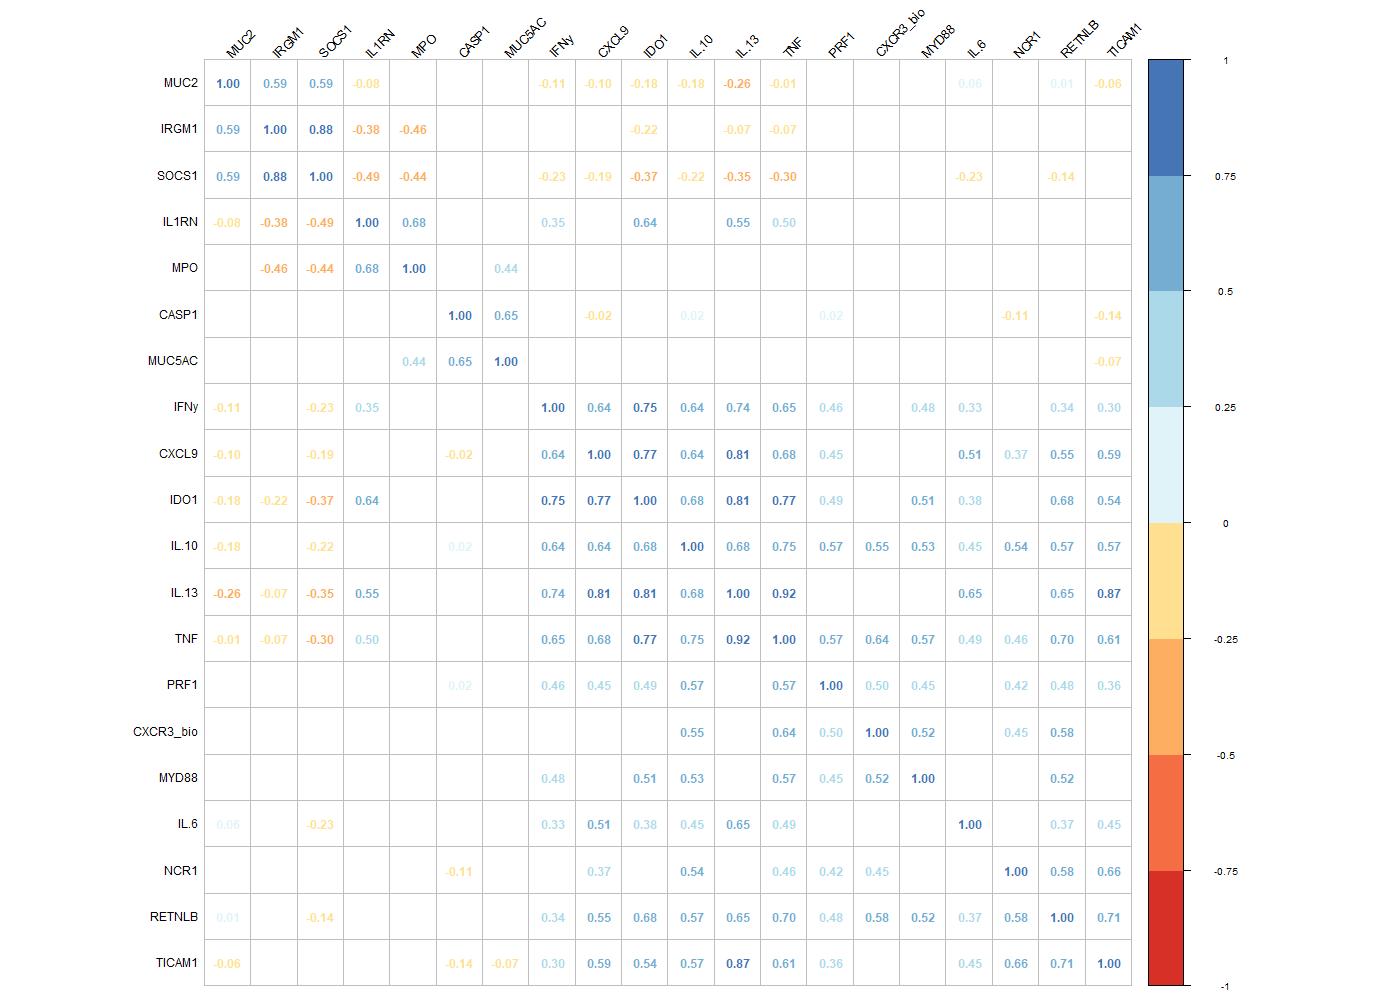 MUC2 IRGM1 SOCS1 IL1RN MPO CASP1 MUC5AC IFNy CXCL9 IDO1 IL.10 IL.13 TNF PRF1 CXCR3_bio MYD88 IL.6 NCR1 RETNLB TICAM1
MUC2 1.00 0.59 0.59 -0.08 -0.11 -0.10 -0.18 -0.18 -0.26 -0.01 0.06 0.01 -0.06
IRGM1 0.59 1.00 0.88 -0.38 -0.46 -0.22 -0.07 -0.07
SOCS1 0.59 0.88 1.00 -0.49 -0.44 -0.23 -0.19 -0.37 -0.22 -0.35 -0.30 -0.23 -0.14
IL1RN -0.08 -0.38 -0.49 1.00 0.68 0.35 0.64 0.55 0.50
MPO -0.46 -0.44 0.68 1.00 0.44
CASP1 1.00 0.65 -0.02 0.02 0.02 -0.11 -0.14
MUC5AC 0.44 0.65 1.00 -0.07
IFNy -0.11 -0.23 0.35 1.00 0.64 0.75 0.64 0.74 0.65 0.46 0.48 0.33 0.34 0.30
CXCL9 -0.10 -0.19 -0.02 0.64 1.00 0.77 0.64 0.81 0.68 0.45 0.51 0.37 0.55 0.59
IDO1 -0.18 -0.22 -0.37 0.64 0.75 0.77 1.00 0.68 0.81 0.77 0.49 0.51 0.38 0.68 0.54
IL.10 -0.18 -0.22 0.02 0.64 0.64 0.68 1.00 0.68 0.75 0.57 0.55 0.53 0.45 0.54 0.57 0.57
IL.13 -0.26 -0.07 -0.35 0.55 0.74 0.81 0.81 0.68 1.00 0.92 0.65 0.65 0.87
TNF -0.01 -0.07 -0.30 0.50 0.65 0.68 0.77 0.75 0.92 1.00 0.57 0.64 0.57 0.49 0.46 0.70 0.61
PRF1 0.02 0.46 0.45 0.49 0.57 0.57 1.00 0.50 0.45 0.42 0.48 0.36
CXCR3_bio 0.55 0.64 0.50 1.00 0.52 0.45 0.58
MYD88 0.48 0.51 0.53 0.57 0.45 0.52 1.00 0.52
IL.6 0.06 -0.23 0.33 0.51 0.38 0.45 0.65 0.49 1.00 0.37 0.45
NCR1 -0.11 0.37 0.54 0.46 0.42 0.45 1.00 0.58 0.66
RETNLB 0.01 -0.14 0.34 0.55 0.68 0.57 0.65 0.70 0.48 0.58 0.52 0.37 0.58 1.00 0.71
TICAM1 -0.06 -0.14 -0.07 0.30 0.59 0.54 0.57 0.87 0.61 0.36 0.45 0.66 0.71 1.00
1
0.75
0.5
0.25
0
-0.25
-0.5
-0.75
-1